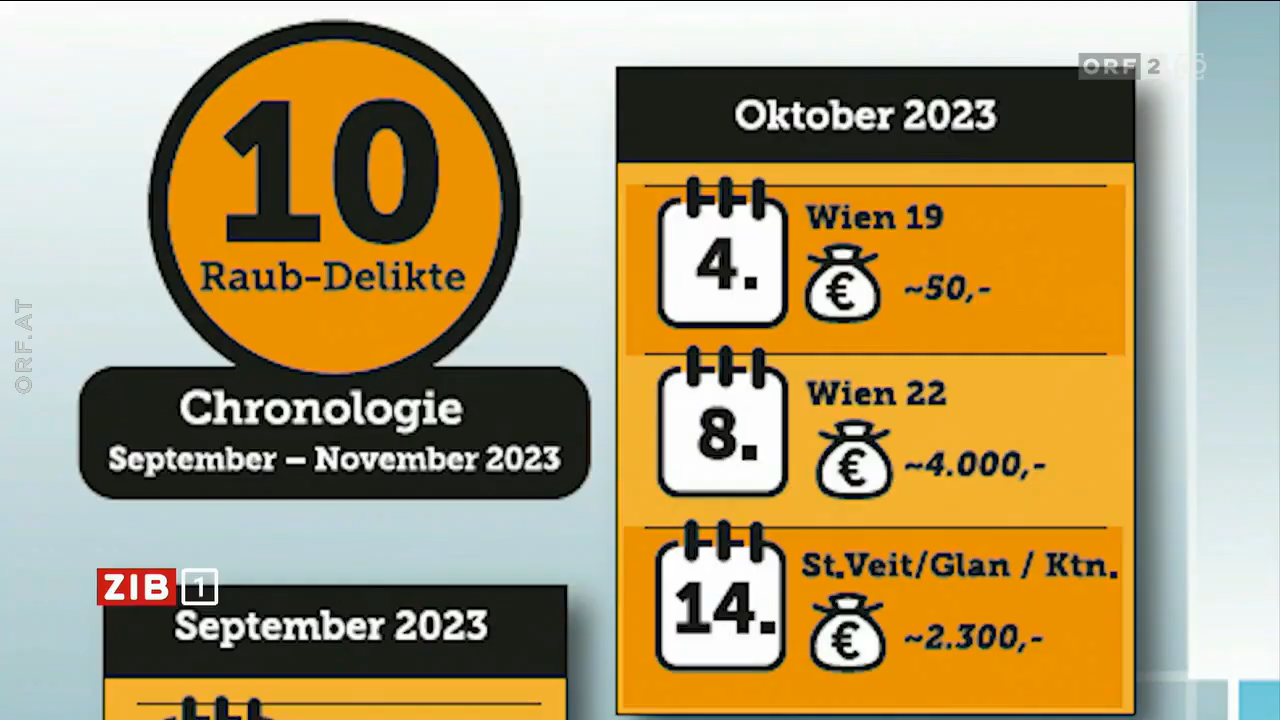 10
Raub-Delikte
Chronologie
September – November 2023
ZIB 1
September 2023
ORF 2
Oktober 2023
4.
Wien 19
€ ~50,-
8.
Wien 22
€ ~4.000,-
14.
St.Veit/Glan / Ktn.
€ ~2.300,-
ORF.AT